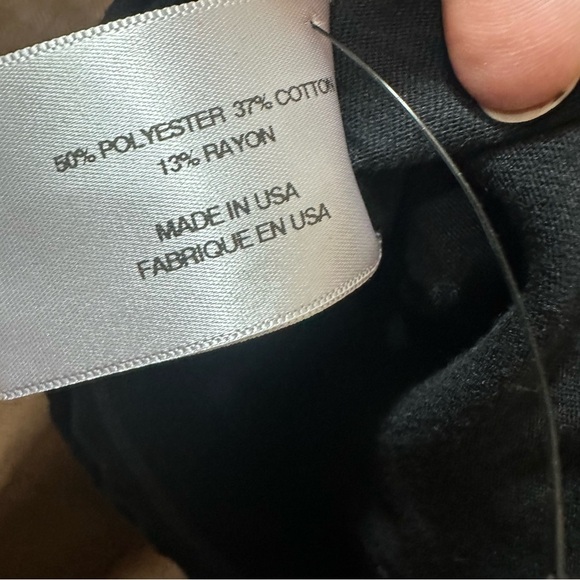 50% POLYESTER 37% COTTON
13% RAYON
MADE IN USA
FABRIQUE EN USA